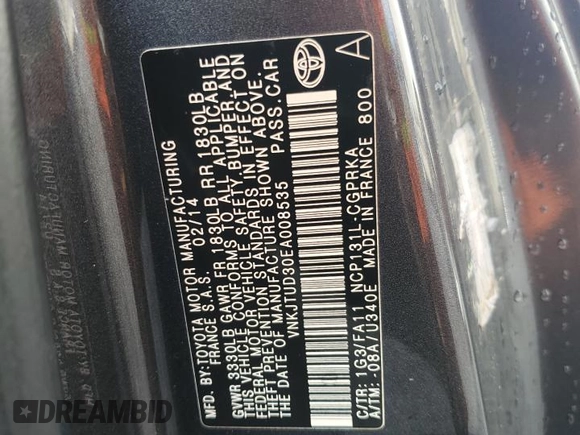 MFD. BY:TOYOTA MOTOR MANUFACTURING
FRANCE S.A.S. 02/14
GVWR 3330LB GAWR FR 1830LB RR 1830LB
THIS VEHICLE CONFORMS TO ALL APPLICABLE
FEDERAL MOTOR VEHICLE SAFETY, BUMPER, AND
THEFT PREVENTION STANDARDS IN EFFECT ON
THE DATE OF MANUFACTURE SHOWN ABOVE.
VNKJTUD30EA008535 PASS.CAR
C/TR: 1G3/FA11 NCP131L-CGPRKA
A/TM: -08A/U340E MADE IN FRANCE 800 A
TOYOTA
DREAMBID